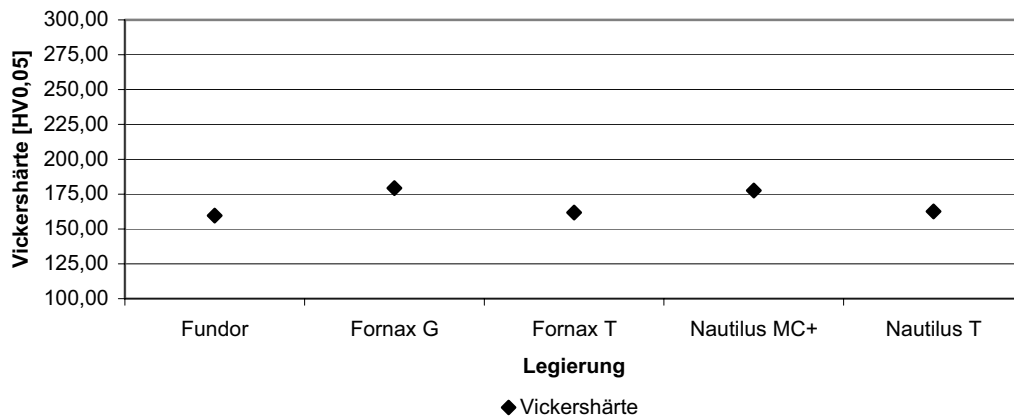 300,00
275,00
250,00
225,00
200,00
175,00
150,00
125,00
100,00
Vickershärte [HV0,05]
Fundor Fornax G Fornax T Nautilus MC+ Nautilus T
Legierung
Vickershärte